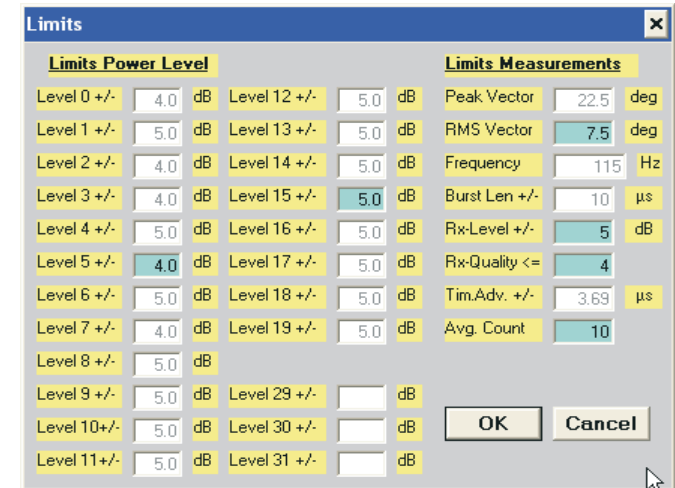 Limits
Limits Power Level
Limits Measurements
Level 0 +/- 4.0 dB Level 12 +/- 5.0 dB Peak Vector 22.5 deg
Level 1 +/- 5.0 dB Level 13 +/- 5.0 dB RMS Vector 7.5 deg
Level 2 +/- 4.0 dB Level 14 +/- 5.0 dB Frequency 115 Hz
Level 3 +/- 4.0 dB Level 15 +/- 5.0 dB Burst Len +/- 10 µs
Level 4 +/- 5.0 dB Level 16 +/- 5.0 dB Rx-Level +/- 5 dB
Level 5 +/- 4.0 dB Level 17 +/- 5.0 dB Rx-Quality <= 4
Level 6 +/- 5.0 dB Level 18 +/- 5.0 dB Tim.Adv. +/- 3.69 µs
Level 7 +/- 4.0 dB Level 19 +/- 5.0 dB Avg. Count 10
Level 8 +/- 5.0 dB
Level 9 +/- 5.0 dB Level 29 +/- dB
Level 10+/- 5.0 dB Level 30 +/- dB OK Cancel
Level 11+/- 5.0 dB Level 31 +/- dB